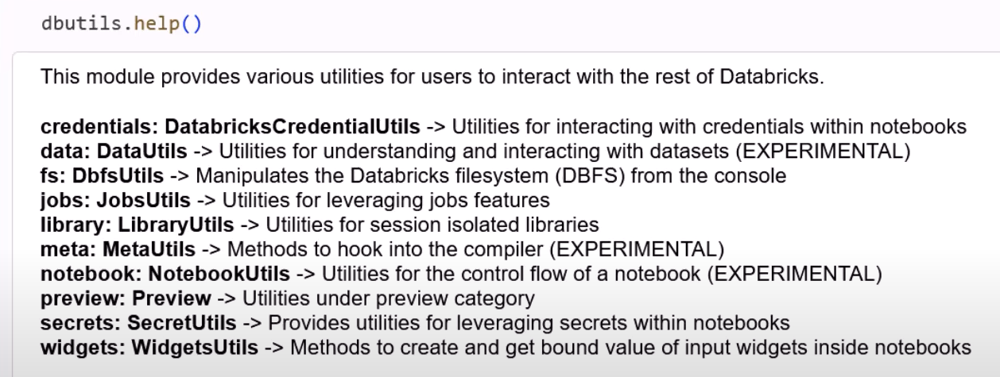 dbutils.help()
This module provides various utilities for users to interact with the rest of Databricks.
credentials: DatabricksCredentialUtils -> Utilities for interacting with credentials within notebooks
data: DataUtils -> Utilities for understanding and interacting with datasets (EXPERIMENTAL)
fs: DbfsUtils -> Manipulates the Databricks filesystem (DBFS) from the console
jobs: JobsUtils -> Utilities for leveraging jobs features
library: LibraryUtils -> Utilities for session isolated libraries
meta: MetaUtils -> Methods to hook into the compiler (EXPERIMENTAL)
notebook: NotebookUtils -> Utilities for the control flow of a notebook (EXPERIMENTAL)
preview: Preview -> Utilities under preview category
secrets: SecretUtils -> Provides utilities for leveraging secrets within notebooks
widgets: WidgetsUtils -> Methods to create and get bound value of input widgets inside notebooks